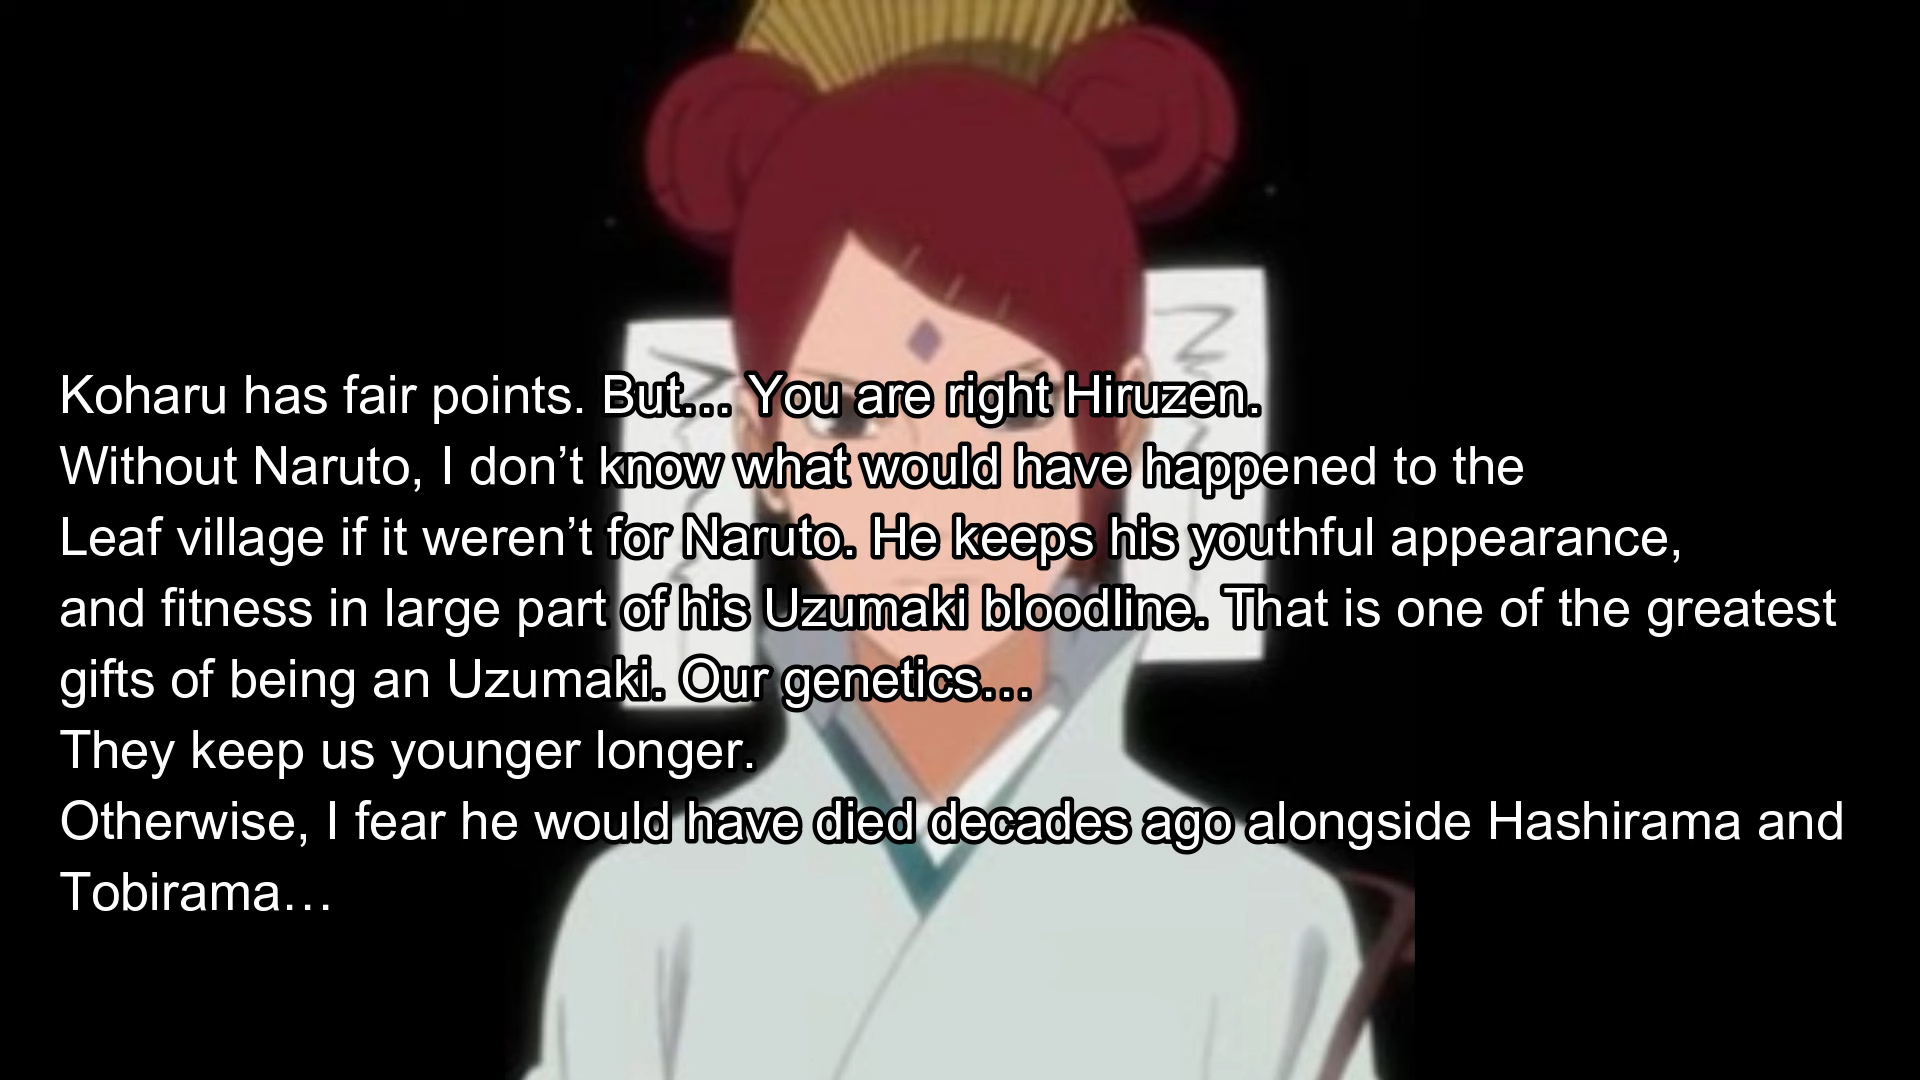 Koharu has fair points. But… You are right Hiruzen.
Without Naruto, I don’t know what would have happened to the
Leaf village if it weren’t for Naruto. He keeps his youthful appearance,
and fitness in large part of his Uzumaki bloodline. That is one of the greatest
gifts of being an Uzumaki. Our genetics…
They keep us younger longer.
Otherwise, I fear he would have died decades ago alongside Hashirama and
Tobirama…